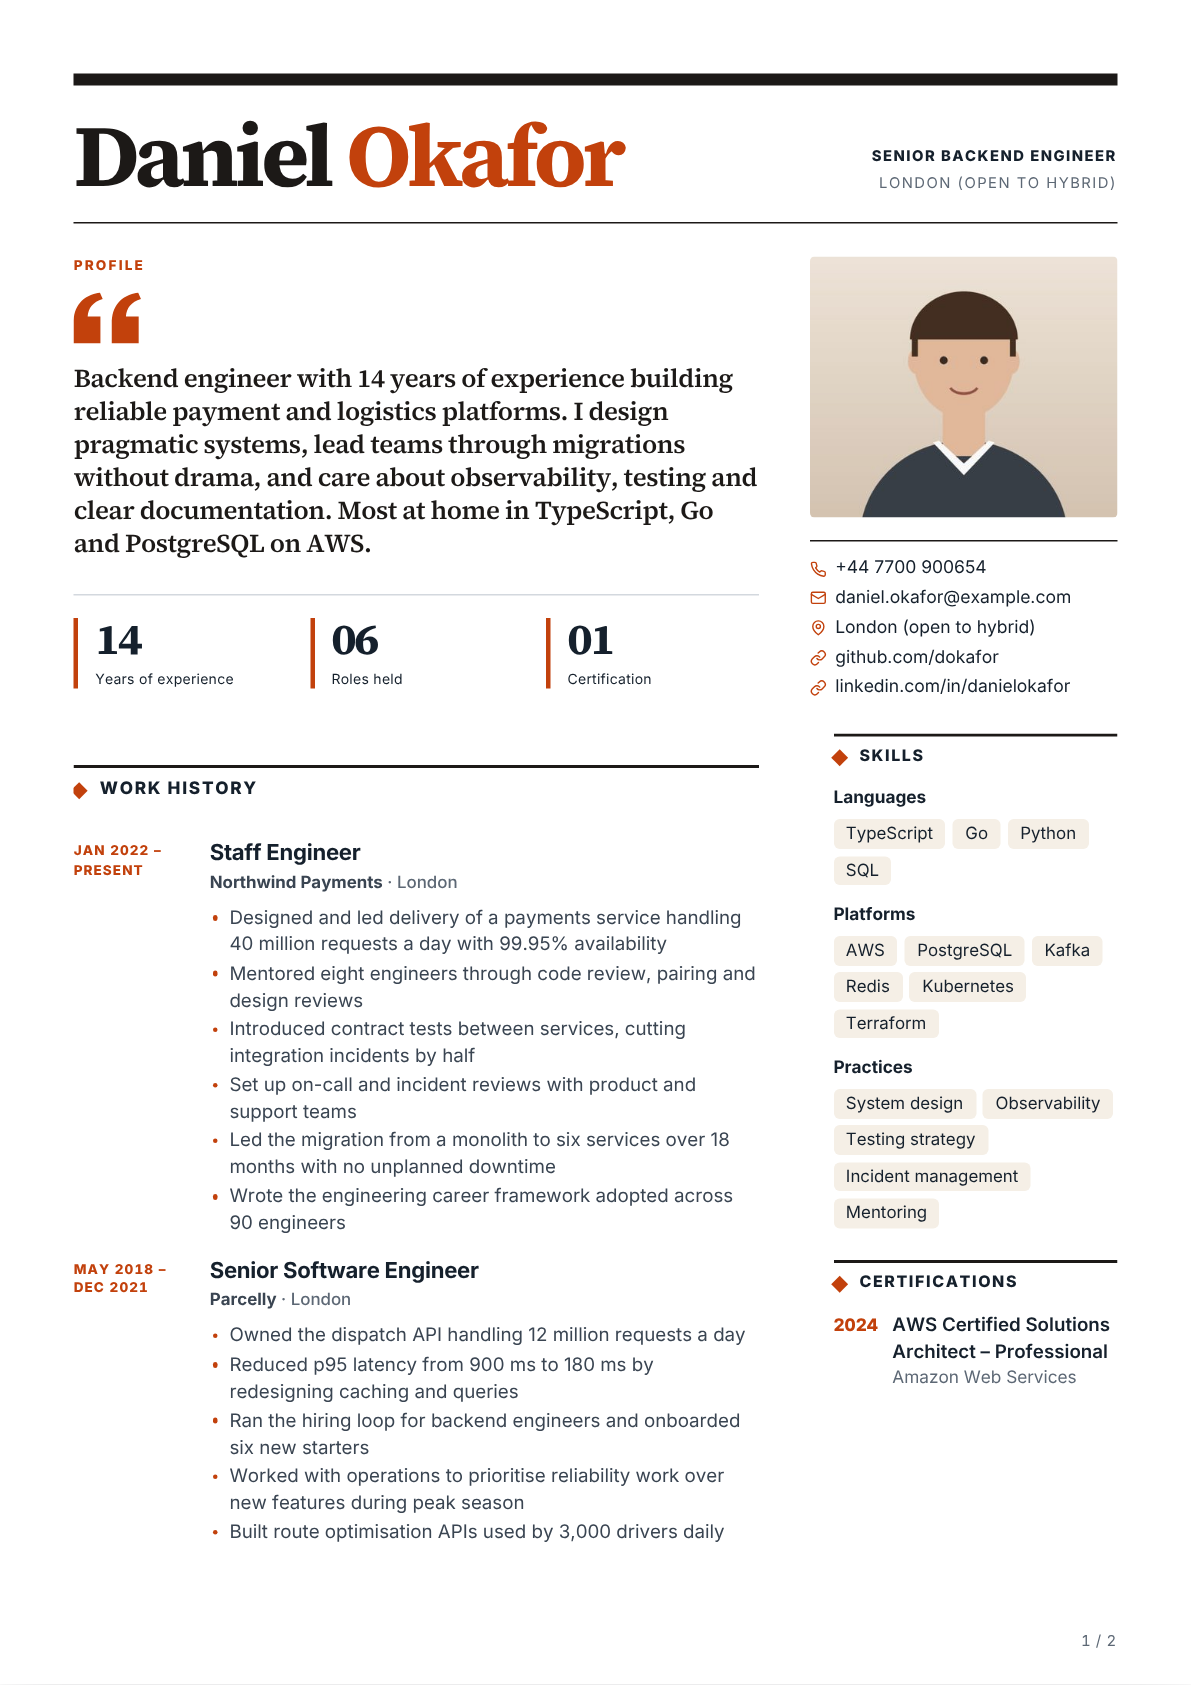 Daniel Okafor
SENIOR BACKEND ENGINEER
LONDON (OPEN TO HYBRID)
PROFILE
“
Backend engineer with 14 years of experience building
reliable payment and logistics platforms. I design
pragmatic systems, lead teams through migrations
without drama, and care about observability, testing and
clear documentation. Most at home in TypeScript, Go
and PostgreSQL on AWS.
14
Years of experience
06
Roles held
01
Certification
+44 7700 900654
daniel.okafor@example.com
London (open to hybrid)
github.com/dokafor
linkedin.com/in/danielokafor
WORK HISTORY
JAN 2022 –
PRESENT
Staff Engineer
Northwind Payments · London
• Designed and led delivery of a payments service handling
40 million requests a day with 99.95% availability
• Mentored eight engineers through code review, pairing and
design reviews
• Introduced contract tests between services, cutting
integration incidents by half
• Set up on-call and incident reviews with product and
support teams
• Led the migration from a monolith to six services over 18
months with no unplanned downtime
• Wrote the engineering career framework adopted across
90 engineers
MAY 2018 –
DEC 2021
Senior Software Engineer
Parcelly · London
• Owned the dispatch API handling 12 million requests a day
• Reduced p95 latency from 900 ms to 180 ms by
redesigning caching and queries
• Ran the hiring loop for backend engineers and onboarded
six new starters
• Worked with operations to prioritise reliability work over
new features during peak season
• Built route optimisation APIs used by 3,000 drivers daily
SKILLS
Languages
TypeScript Go Python
SQL
Platforms
AWS PostgreSQL Kafka
Redis Kubernetes
Terraform
Practices
System design Observability
Testing strategy
Incident management
Mentoring
CERTIFICATIONS
2024 AWS Certified Solutions
Architect – Professional
Amazon Web Services
1 / 2